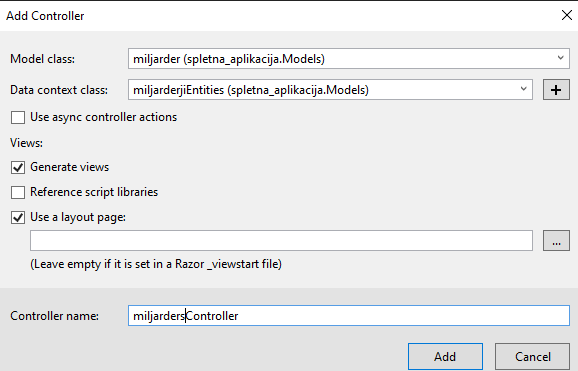 Add Controller
Model class: miljarder (spletna_aplikacija.Models)
Data context class: miljarderjiEntities (spletna_aplikacija.Models) +
Use async controller actions
Views:
Generate views
Reference script libraries
Use a layout page:
...
(Leave empty if it is set in a Razor _viewstart file)
Controller name: miljardersController
Add Cancel